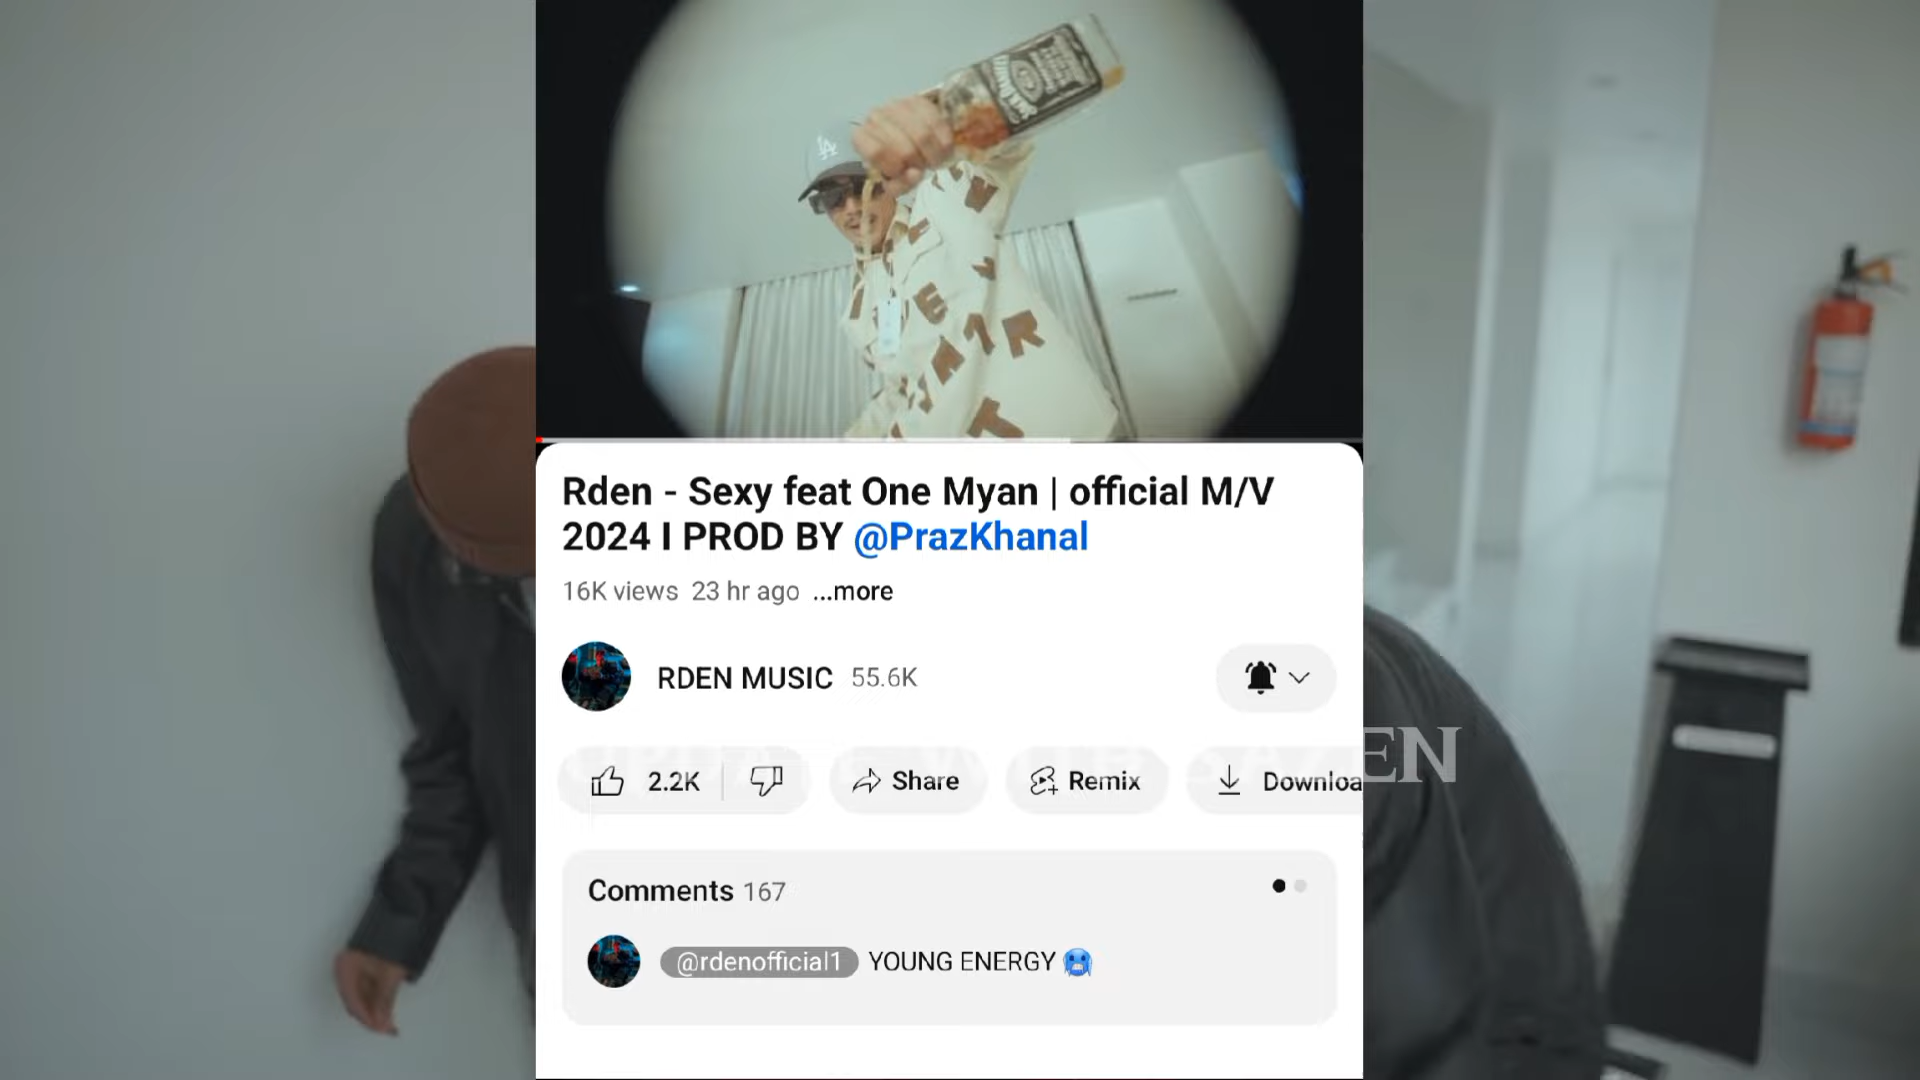 LA
Rden - Sexy feat One Myan | official M/V
2024 I PROD BY @PrazKhanal
16K views 23 hr ago ...more
RDEN MUSIC 55.6K
2.2K Share Remix Downloa
Comments 167
@rdenofficial1 YOUNG ENERGY 🥶